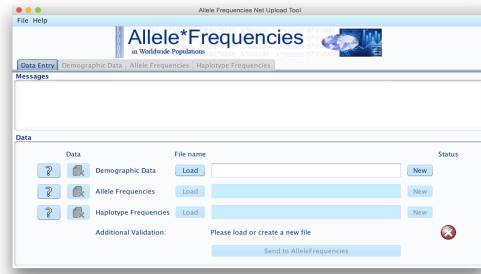 Allele Frequencies Net Upload Tool
File Help
Allele*Frequencies
in Worldwide Populations
Data Entry Demographic Data Allele Frequencies Haplotype Frequencies
Messages
Data
Data File name Status
? Demographic Data Load New
? Allele Frequencies Load New
? Haplotype Frequencies Load New
Additional Validation: Please load or create a new file
Send to AlleleFrequencies